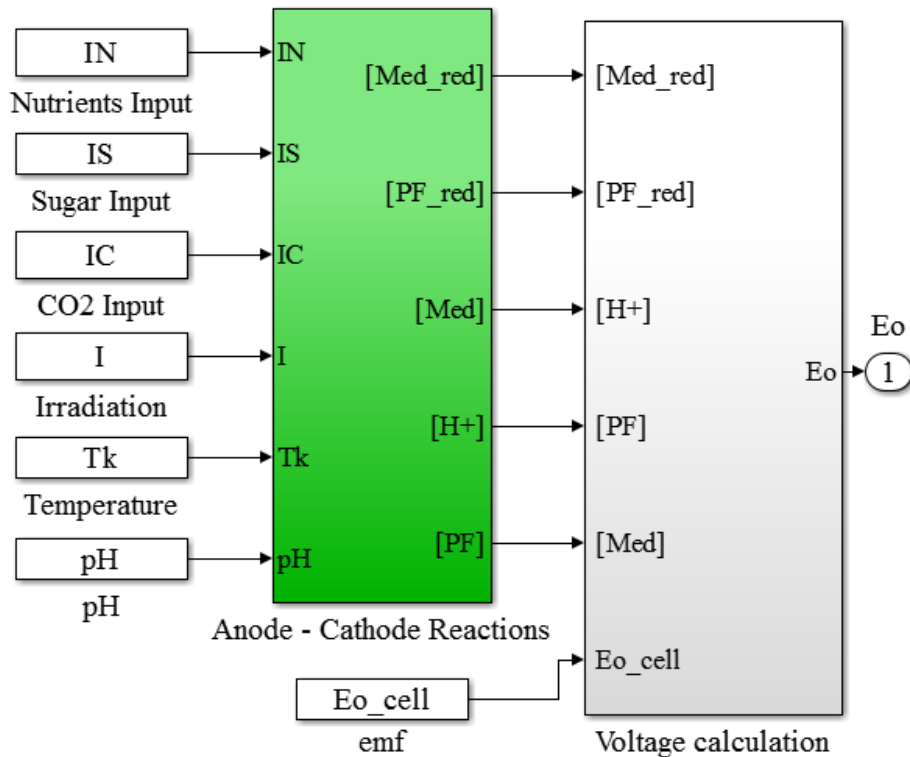 IN
Nutrients Input
IS
Sugar Input
IC
CO2 Input
I
Irradiation
Tk
Temperature
pH
pH
IN
IS
IC
I
Tk
pH
[Med_red]
[PF_red]
[Med]
[H+]
[PF]
Anode - Cathode Reactions
Eo_cell
emf
[Med_red]
[PF_red]
[H+]
[PF]
[Med]
Eo_cell
Eo
Voltage calculation
Eo
1